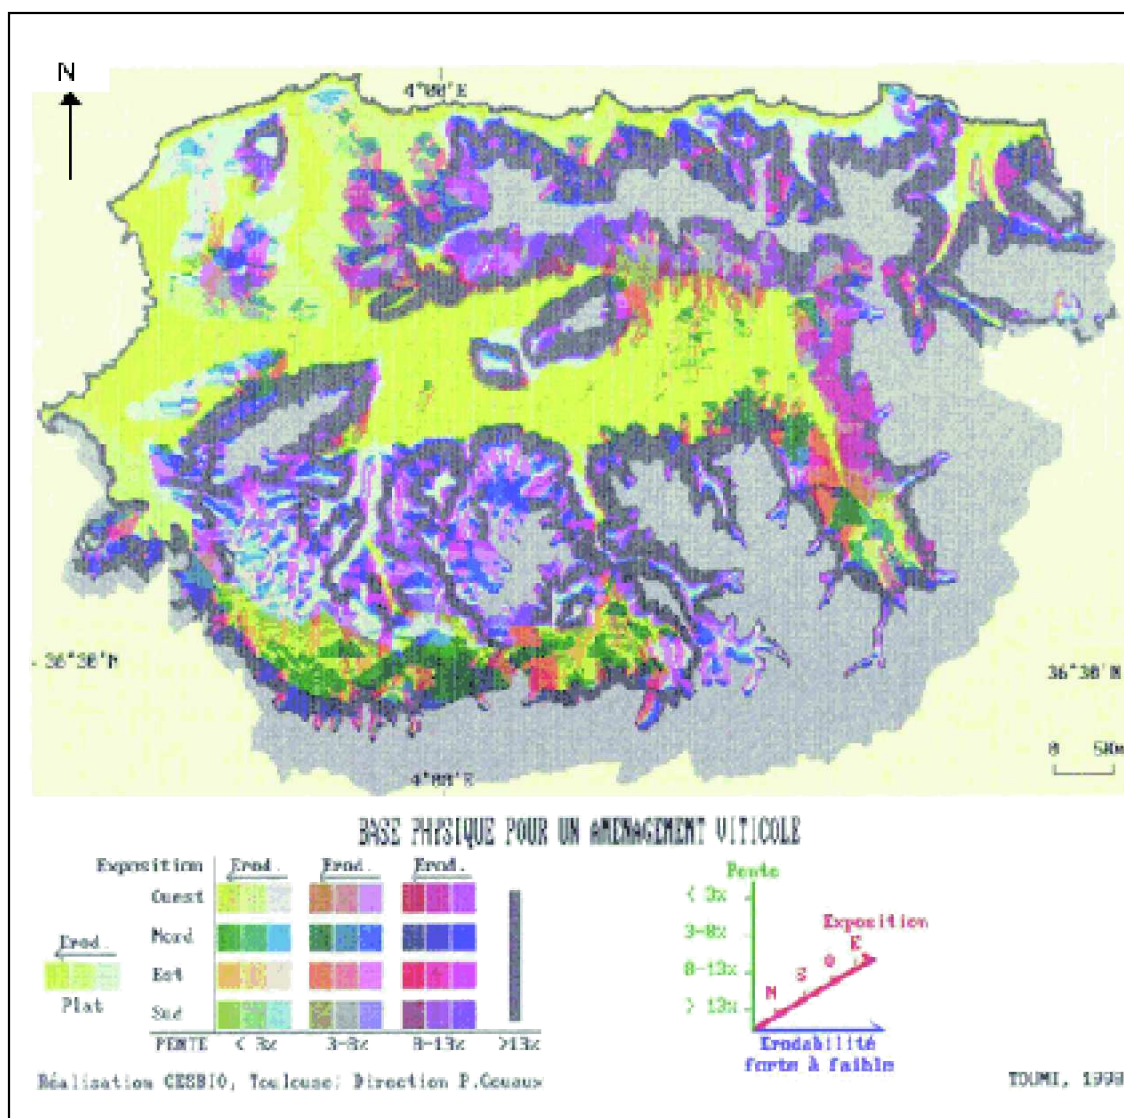 N
4°00'E
36°30'N
36°30'N
0 5Km
4°00'E
BASE PHYSIQUE POUR UN AMENAGEMENT VITICOLE
Exposition Erod. Erod. Erod.
Ouest
Nord
Est
Sud
Erod.
Plat
PENTE < 3% 3-8% 8-13% >13%
Pente
< 3%
3-8%
8-13%
> 13%
Exposition
N S O E
Erodabilité
forte à faible
Réalisation CESBIO, Toulouse; Direction P.
TOUMI, 1999